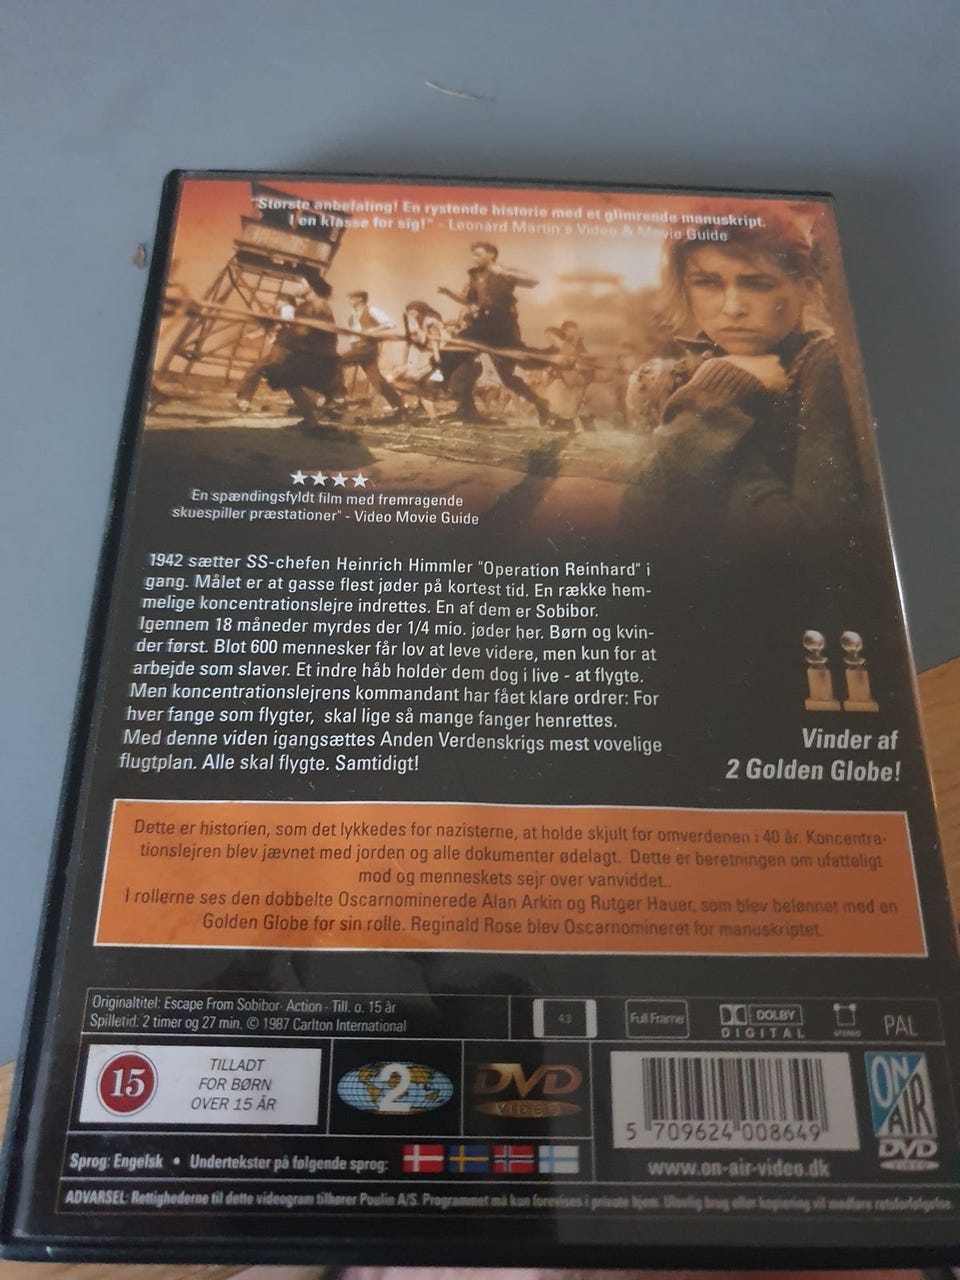 "Største anbefaling! En rystende historie med et glimrende manuskript.
I en klasse for sig!" - Leonard Martin's Video & Movie Guide
★★★★
En spændingsfyldt film med fremragende
skuespiller præstationer" - Video Movie Guide
1942 sætter SS-chefen Heinrich Himmler "Operation Reinhard" i
gang. Målet er at gasse flest jøder på kortest tid. En række hem-
melige koncentrationslejre indrettes. En af dem er Sobibor.
Igennem 18 måneder myrdes der 1/4 mio. jøder her. Børn og kvin-
der først. Blot 600 mennesker får lov at leve videre, men kun for at
arbejde som slaver. Et indre håb holder dem dog i live - at flygte.
Men koncentrationslejrens kommandant har fået klare ordrer: For
hver fange som flygter, skal lige så mange fanger henrettes.
Med denne viden igangsættes Anden Verdenskrigs mest vovelige
flugtplan. Alle skal flygte. Samtidigt!
Vinder af
2 Golden Globe!
Dette er historien, som det lykkedes for nazisterne, at holde skjult for omverdenen i 40 år. Koncentra-
tionslejren blev jævnet med jorden og alle dokumenter ødelagt. Dette er beretningen om ufatteligt
mod og menneskets sejr over vanviddet..
I rollerne ses den dobbelte Oscarnominerede Alan Arkin og Rutger Hauer, som blev belønnet med en
Golden Globe for sin rolle. Reginald Rose blev Oscarnomineret for manuskriptet.
Originaltitel: Escape From Sobibor· Action · Till. o. 15 år
Spilletid: 2 timer og 27 min. © 1987 Carlton International
4:3
Full Frame
DOLBY
DIGITAL
STEREO
PAL
15
TILLADT
FOR BØRN
OVER 15 ÅR
2
DVD
VIDEO
5 709624 008649
ON
AIR
DVD
VIDEO
Sprog: Engelsk • Undertekster på følgende sprog:
www.on-air-video.dk
ADVARSEL: Rettighederne til dette videogram tilhører Poulin A/S. Programmet må kun forevises i private hjem. Ulovlig brug eller kopiering vil medføre retsforfølgelse.